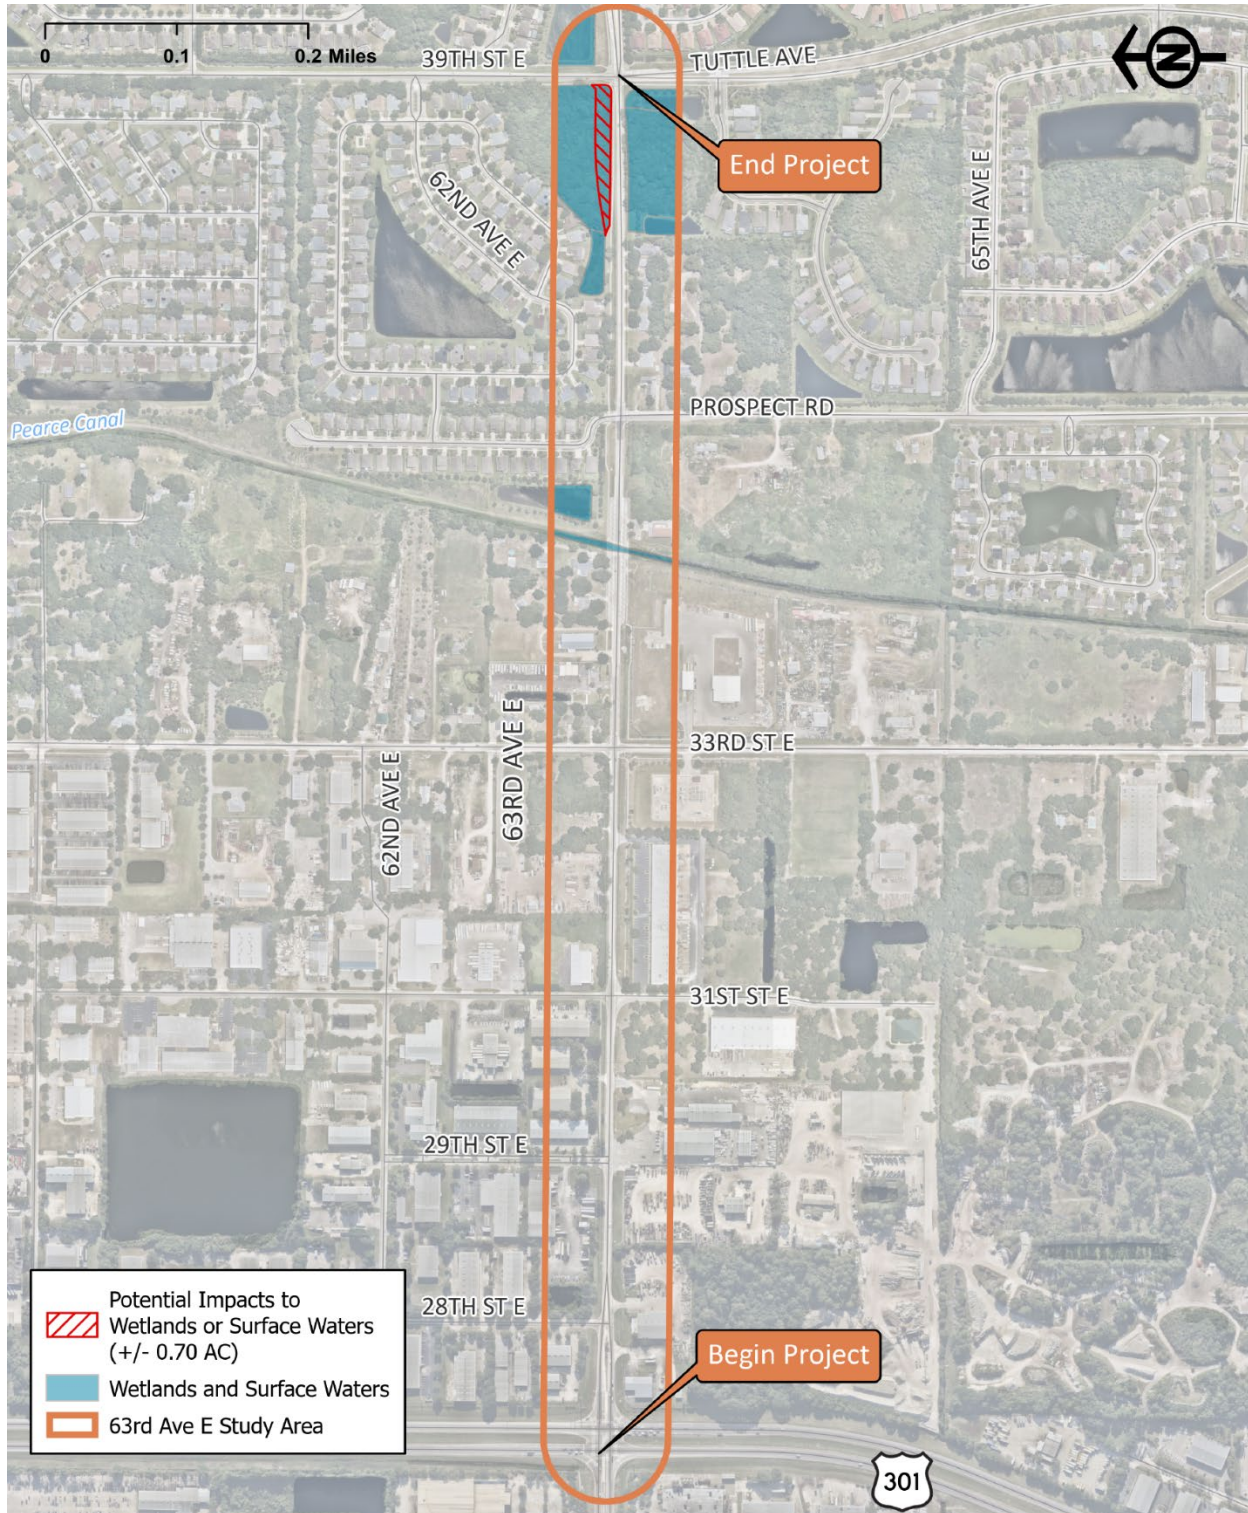 0 0.1 0.2 Miles
39TH ST E
TUTTLE AVE
N
End Project
62ND AVE E
65TH AVE E
PROSPECT RD
Pearce Canal
63RD AVE E
33RD ST E
62ND AVE E
31ST ST E
29TH ST E
28TH ST E
Begin Project
301
Potential Impacts to
Wetlands or Surface Waters
(+/- 0.70 AC)
Wetlands and Surface Waters
63rd Ave E Study Area